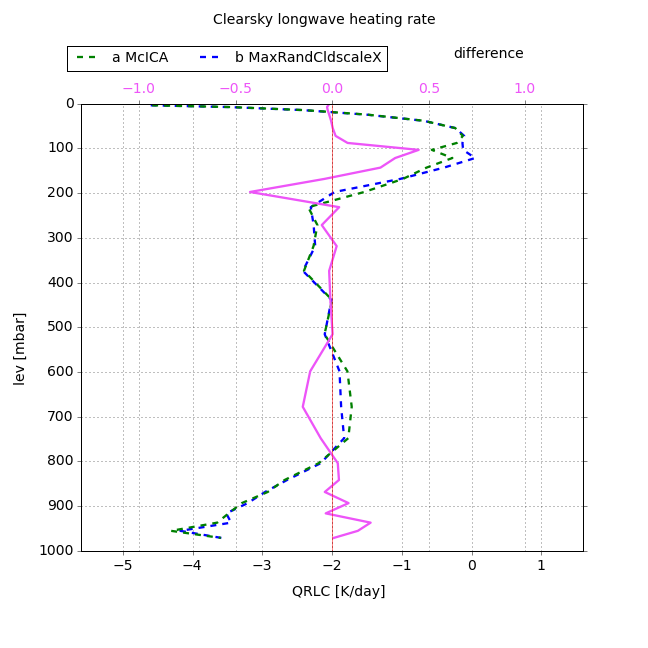 Clearsky longwave heating rate
a McICA b MaxRandCldscaleX difference
−1.0 −0.5 0.0 0.5 1.0
0
100
200
300
400
500
600
700
800
900
1000
lev [mbar]
−5 −4 −3 −2 −1 0 1
QRLC [K/day]